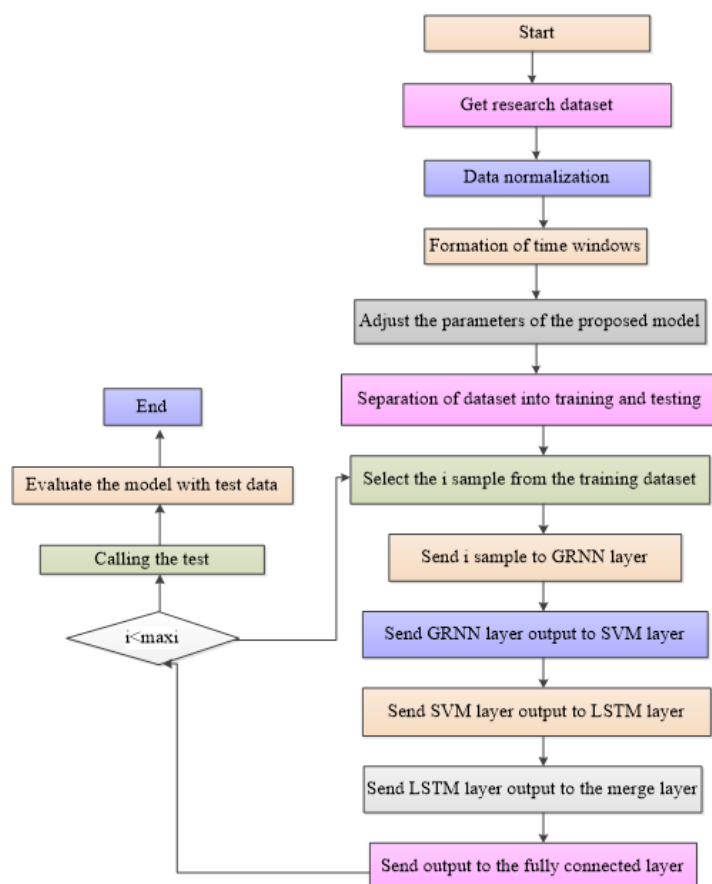 Start
Get research dataset
Data normalization
Formation of time windows
Adjust the parameters of the proposed model
Separation of dataset into training and testing
Select the i sample from the training dataset
Send i sample to GRNN layer
Send GRNN layer output to SVM layer
Send SVM layer output to LSTM layer
Send LSTM layer output to the merge layer
Send output to the fully connected layer
i<maxi
Calling the test
Evaluate the model with test data
End